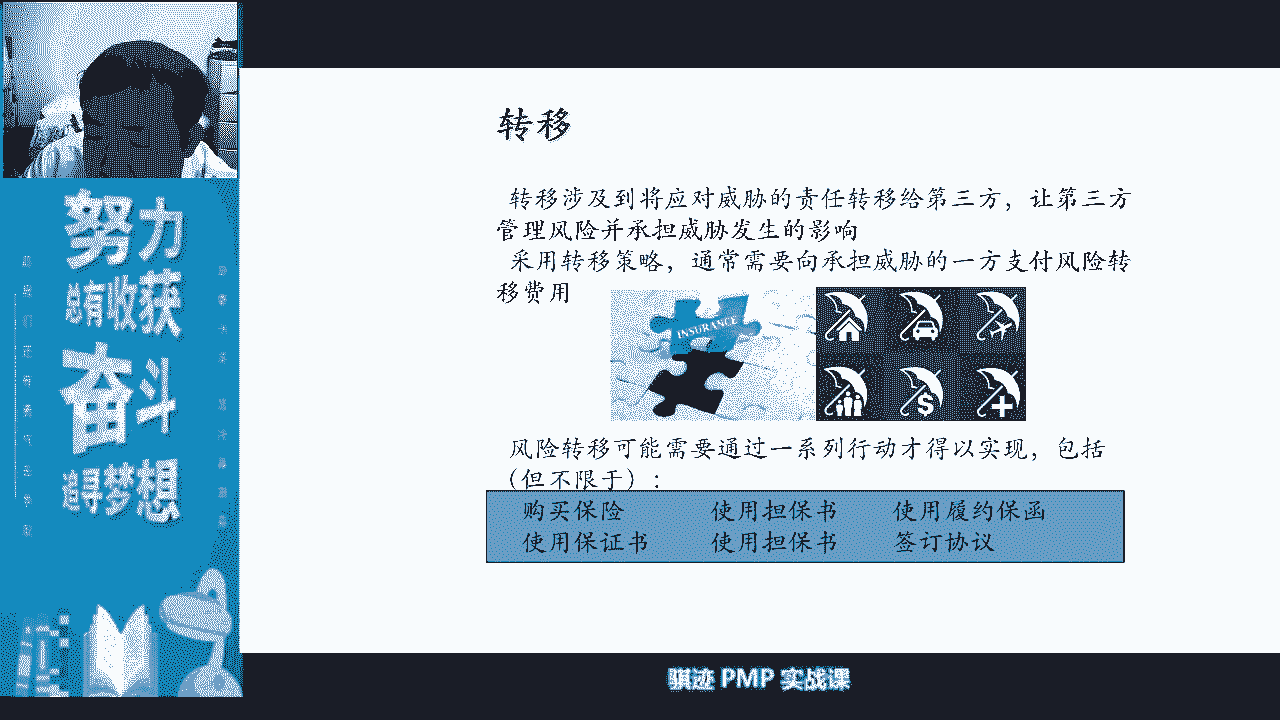 努力
总有收获
奋斗
追寻梦想
转移
转移涉及到将应对威胁的责任转移给第三方，让第三方
管理风险并承担威胁发生的影响
采用转移策略，通常需要向承担威胁的一方支付风险转
移费用
INSURANCE
$
风险转移可能需要通过一系列行动才得以实现，包括
（但不限于）：
购买保险 使用担保书 使用履约保函
使用保证书 使用担保书 签订协议
骐迹 PMP 实战课